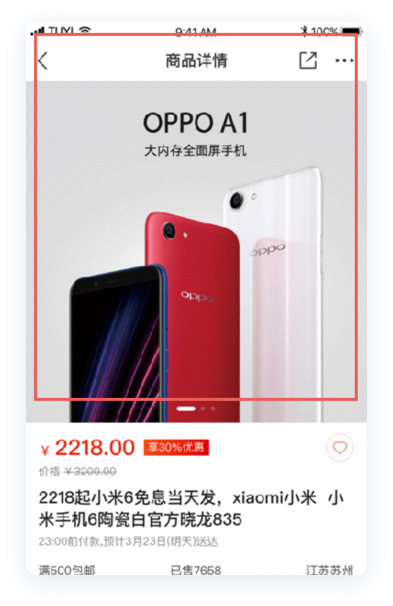 TUYI
9:41 AM
100%
商品详情
OPPO A1
大内存全面屏手机
oppo
oppo
¥ 2218.00 享30%优惠
价格 ¥3200.00
2218起小米6免息当天发，xiaomi小米 小
米手机6陶瓷白官方晓龙835
23:00前付款,预计3月23日(明天)送达
满500包邮 已售7658 江苏苏州